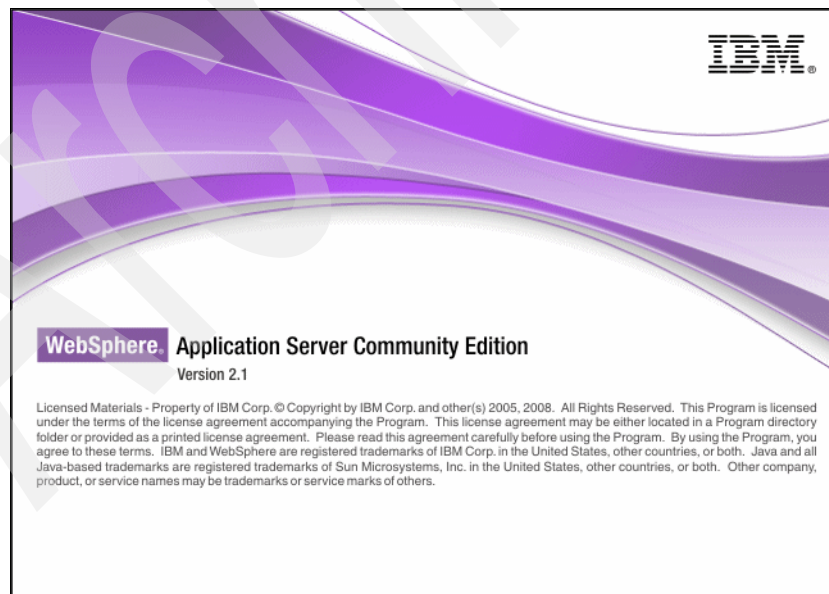 IBM®
WebSphere® Application Server Community Edition
Version 2.1
Licensed Materials - Property of IBM Corp. © Copyright by IBM Corp. and other(s) 2005, 2008. All Rights Reserved. This Program is licensed
under the terms of the license agreement accompanying the Program. This license agreement may be either located in a Program directory
folder or provided as a printed license agreement. Please read this agreement carefully before using the Program. By using the Program, you
agree to these terms. IBM and WebSphere are registered trademarks of IBM Corp. in the United States, other countries, or both. Java and all
Java-based trademarks are registered trademarks of Sun Microsystems, Inc. in the United States, other countries, or both. Other company,
product, or service names may be trademarks or service marks of others.